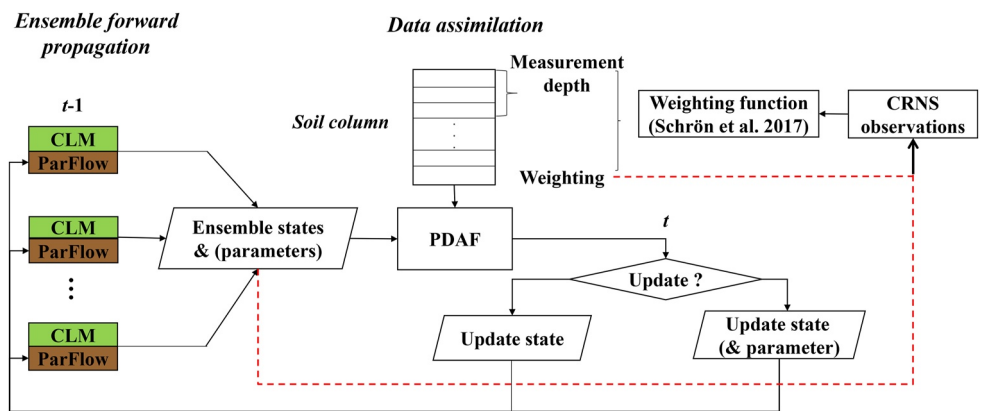 Ensemble forward
propagation
Data assimilation
t-1
Soil column
Measurement
depth
Weighting
Weighting function
(Schrön et al. 2017)
CRNS
observations
CLM
ParFlow
CLM
ParFlow
CLM
ParFlow
Ensemble states
& (parameters)
PDAF
t
Update ?
Update state
Update state
(& parameter)